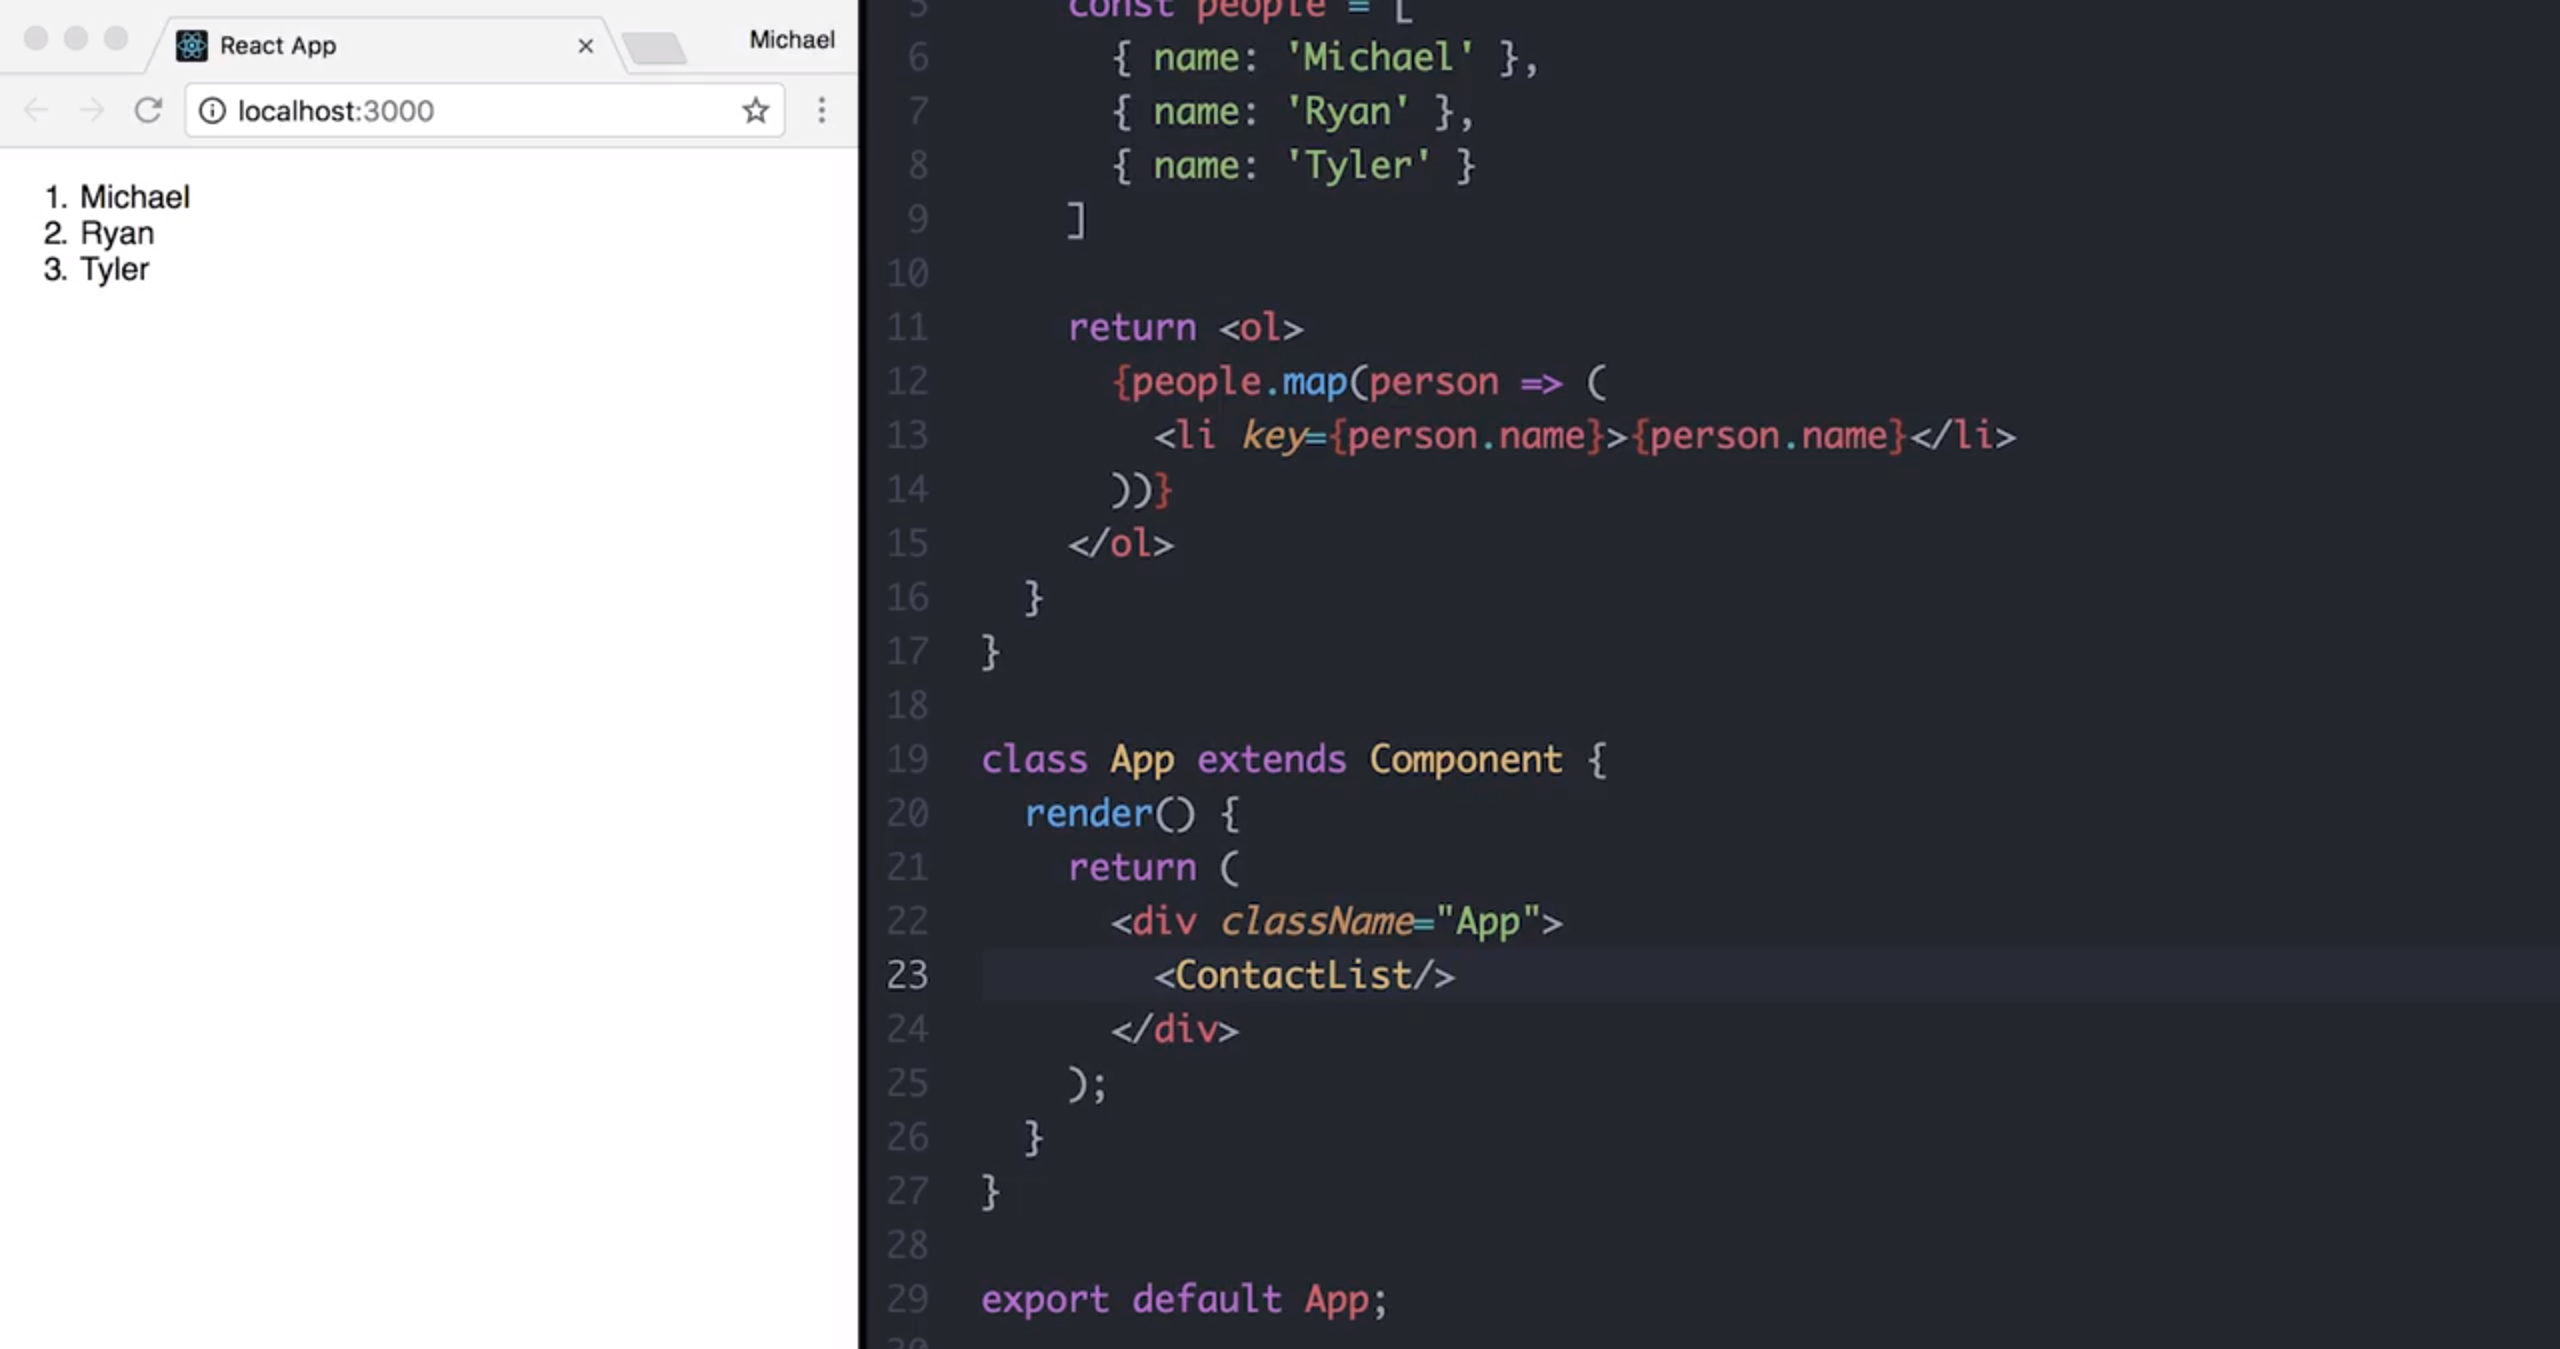 React App
Michael
localhost:3000
1. Michael
2. Ryan
3. Tyler
5 const people = [
6 { name: 'Michael' },
7 { name: 'Ryan' },
8 { name: 'Tyler' }
9 ]
10
11 return <ol>
12 {people.map(person => (
13 <li key={person.name}>{person.name}</li>
14 ))}
15 </ol>
16 }
17 }
18
19 class App extends Component {
20 render() {
21 return (
22 <div className="App">
23 <ContactList/>
24 </div>
25 );
26 }
27 }
28
29 export default App;
30